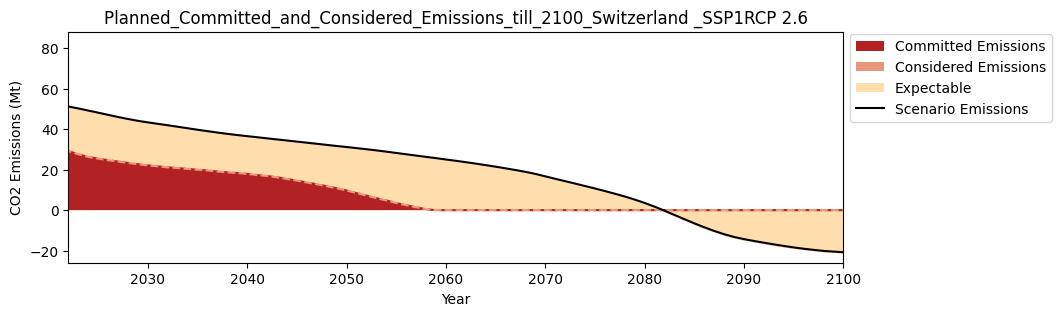 Planned_Committed_and_Considered_Emissions_till_2100_Switzerland _SSP1RCP 2.6
CO2 Emissions (Mt)
80
60
40
20
0
−20
2030
2040
2050
2060
2070
2080
2090
2100
Year
Committed Emissions
Considered Emissions
Expectable
Scenario Emissions